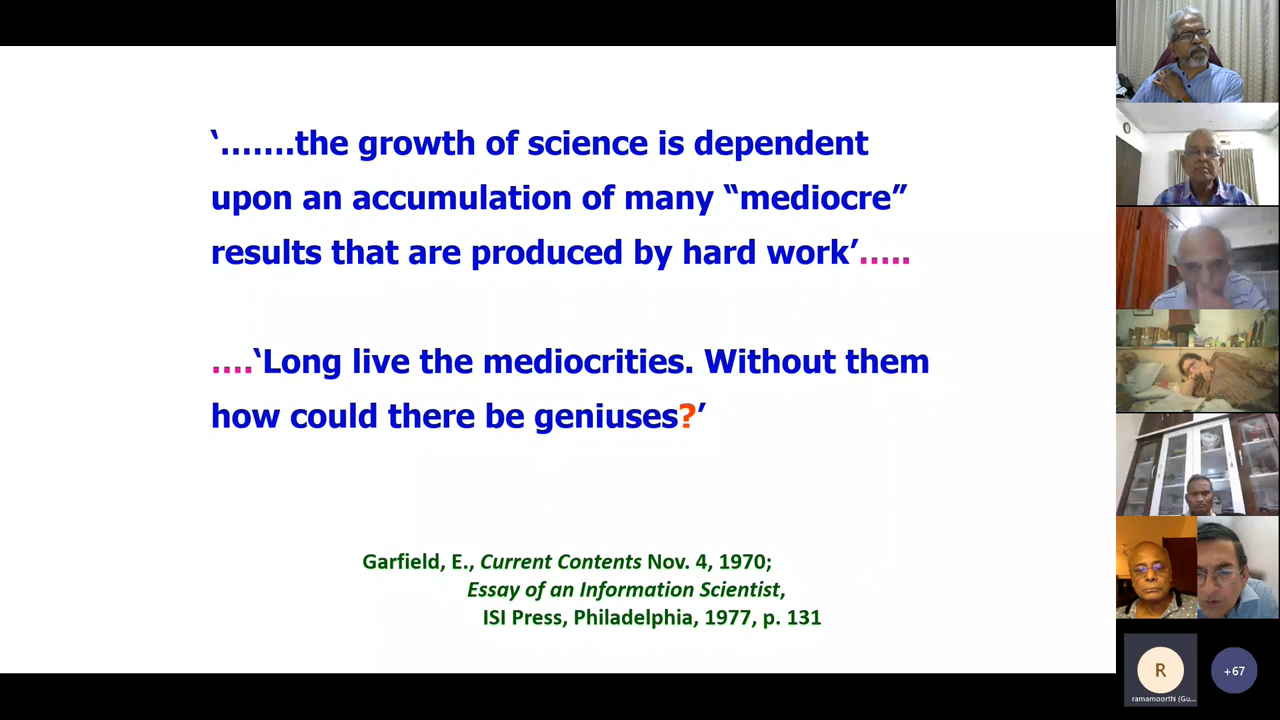 ‘.......the growth of science is dependent
upon an accumulation of many “mediocre”
results that are produced by hard work’.....
....‘Long live the mediocrities. Without them
how could there be geniuses?’
Garfield, E., Current Contents Nov. 4, 1970;
Essay of an Information Scientist,
ISI Press, Philadelphia, 1977, p. 131
R
ramamoorthi (Gu...
+67